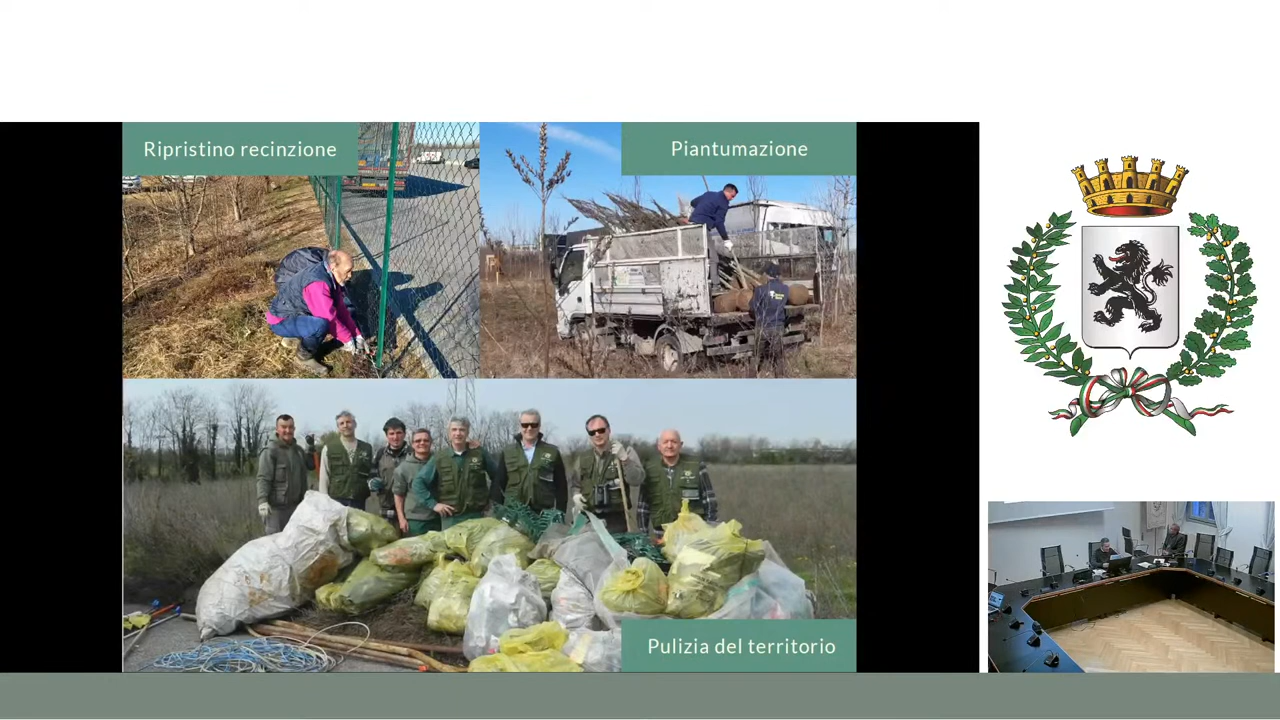 Ripristino recinzione
Piantumazione
Pulizia del territorio